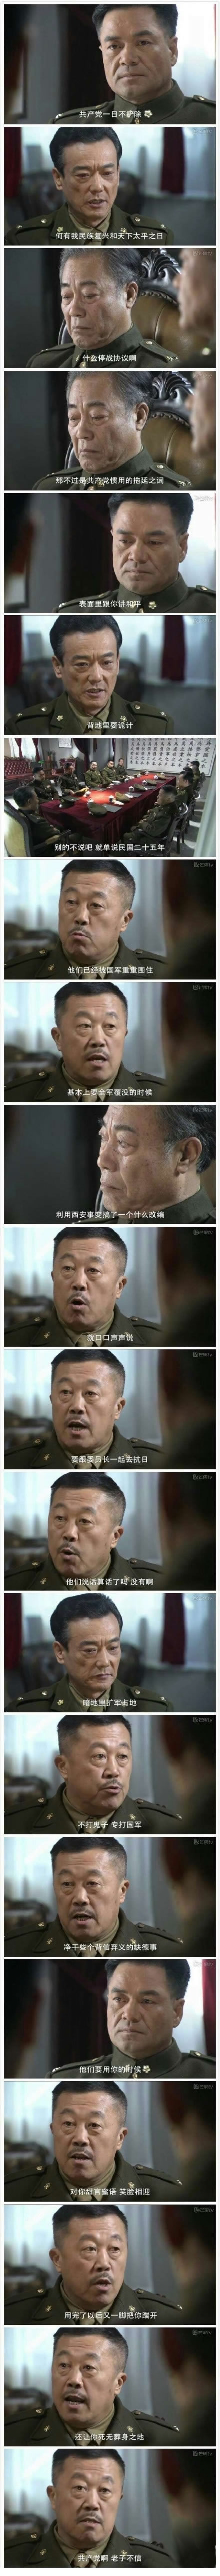 共产党一日不铲除
何有我民族复兴和天下太平之日
什么停战协议啊
那不过是共产党惯用的拖延之词
表面里跟你讲和平
背地里耍诡计
别的不说吧 就单说民国二十五年
他们已经被国军重重围住
基本上要全军覆没的时候
利用西安事变搞了一个什么改编
就口口声声说
要跟委员长一起去抗日
他们说话算话了吗 没有啊
暗地里扩军占地
不打鬼子 专打国军
净干些个背信弃义的缺德事
他们要用你的时候
对你甜言蜜语 笑脸相迎
用完了以后又一脚把你踹开
还让你死无葬身之地
共产党啊 老子不信